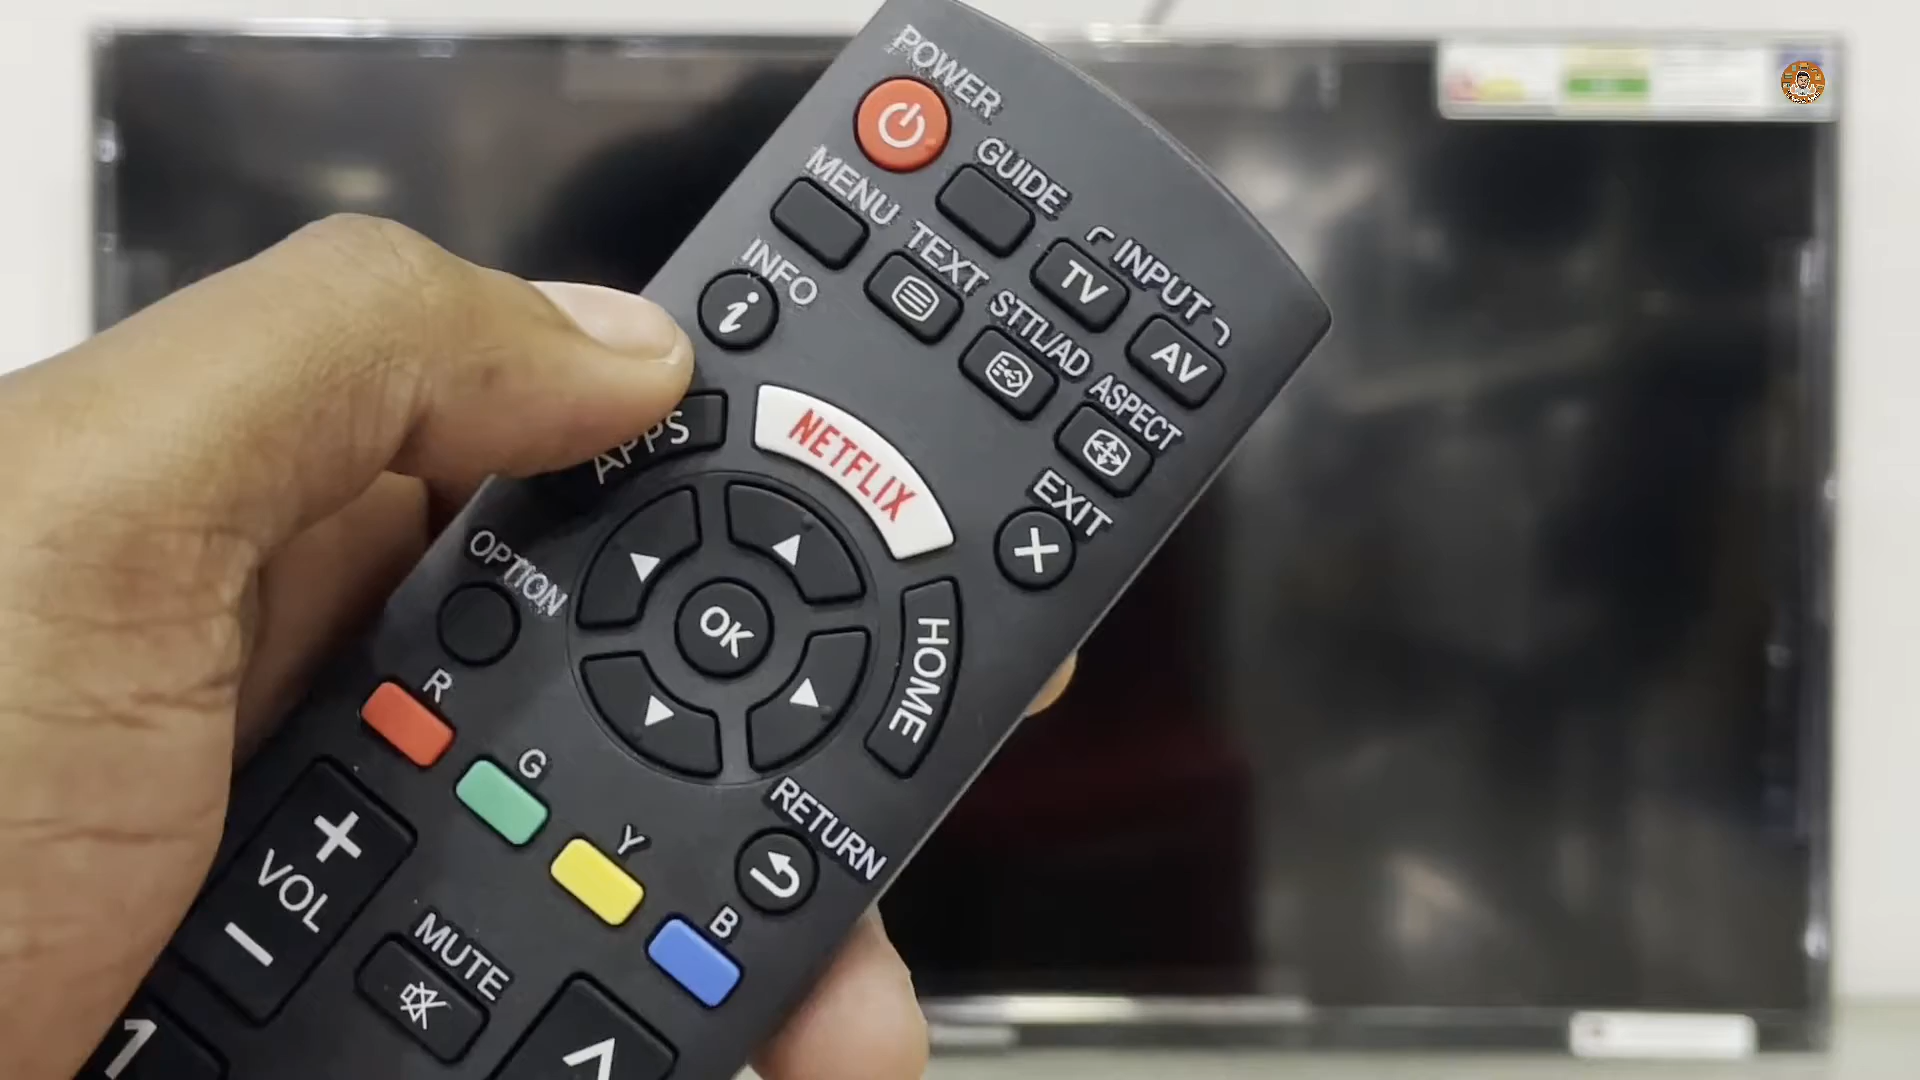 POWER
GUIDE
MENU
INPUT
TV
TEXT
INFO
i
STTL/AD
AV
ASPECT
NETFLIX
APPS
EXIT
OPTION
OK
HOME
R
G
RETURN
Y
+
VOL
-
B
MUTE
1